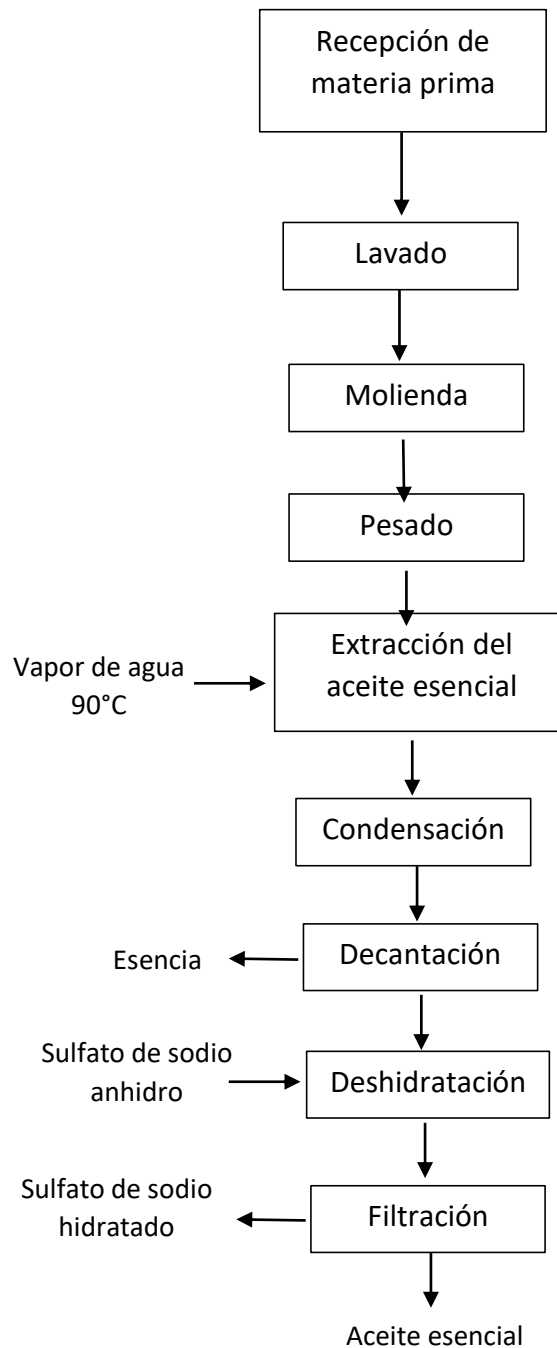 Recepción de
materia prima
Lavado
Molienda
Pesado
Extracción del
aceite esencial
Vapor de agua
90°C
Condensación
Decantación
Esencia
Sulfato de sodio
anhidro
Deshidratación
Sulfato de sodio
hidratado
Filtración
Aceite esencial